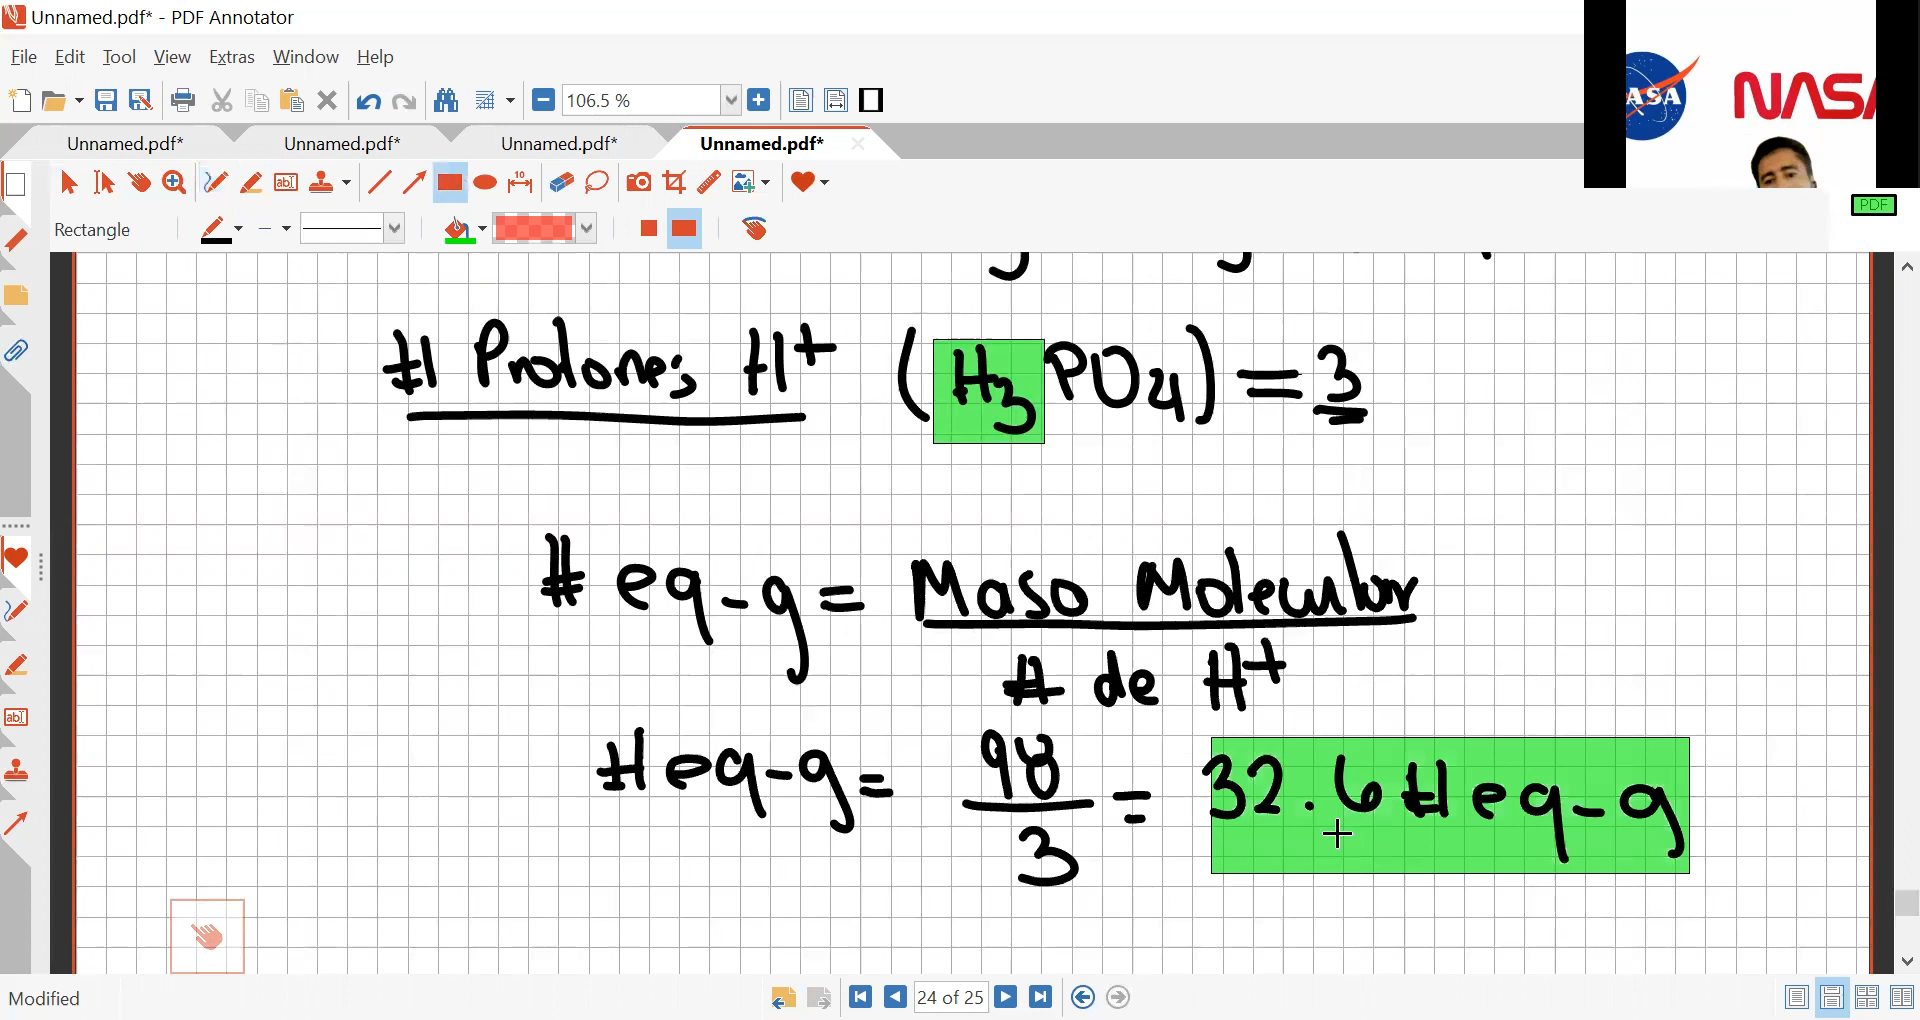 Unnamed.pdf* - PDF Annotator
File Edit Tool View Extras Window Help
106.5 %
NASA NASA
Unnamed.pdf* Unnamed.pdf* Unnamed.pdf* Unnamed.pdf*
PDF
Rectangle
# Protones H+ (H3PO4) = 3
# eq-g = Masa Molecular
# de H+
# eq-g = 98
3
= 32.6 # eq-g
Modified
24 of 25